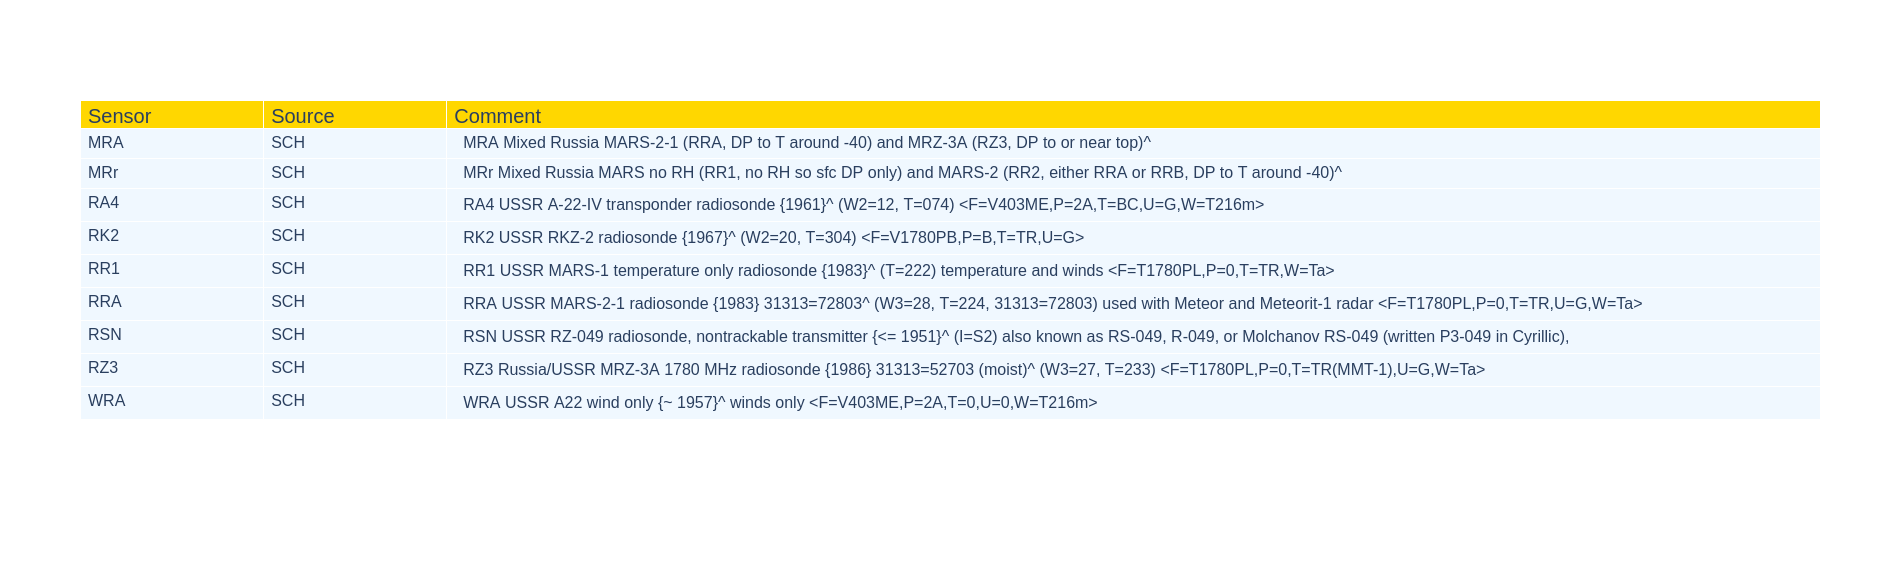 Sensor Source Comment
MRA SCH MRA Mixed Russia MARS-2-1 (RRA, DP to T around -40) and MRZ-3A (RZ3, DP to or near top)^
MRr SCH MRr Mixed Russia MARS no RH (RR1, no RH so sfc DP only) and MARS-2 (RR2, either RRA or RRB, DP to T around -40)^
RA4 SCH RA4 USSR A-22-IV transponder radiosonde {1961}^ (W2=12, T=074) <F=V403ME,P=2A,T=BC,U=G,W=T216m>
RK2 SCH RK2 USSR RKZ-2 radiosonde {1967}^ (W2=20, T=304) <F=V1780PB,P=B,T=TR,U=G>
RR1 SCH RR1 USSR MARS-1 temperature only radiosonde {1983}^ (T=222) temperature and winds <F=T1780PL,P=0,T=TR,W=Ta>
RRA SCH RRA USSR MARS-2-1 radiosonde {1983} 31313=72803^ (W3=28, T=224, 31313=72803) used with Meteor and Meteorit-1 radar <F=T1780PL,P=0,T=TR,U=G,W=Ta>
RSN SCH RSN USSR RZ-049 radiosonde, nontrackable transmitter {<= 1951}^ (I=S2) also known as RS-049, R-049, or Molchanov RS-049 (written P3-049 in Cyrillic),
RZ3 SCH RZ3 Russia/USSR MRZ-3A 1780 MHz radiosonde {1986} 31313=52703 (moist)^ (W3=27, T=233) <F=T1780PL,P=0,T=TR(MMT-1),U=G,W=Ta>
WRA SCH WRA USSR A22 wind only {~ 1957}^ winds only <F=V403ME,P=2A,T=0,U=0,W=T216m>